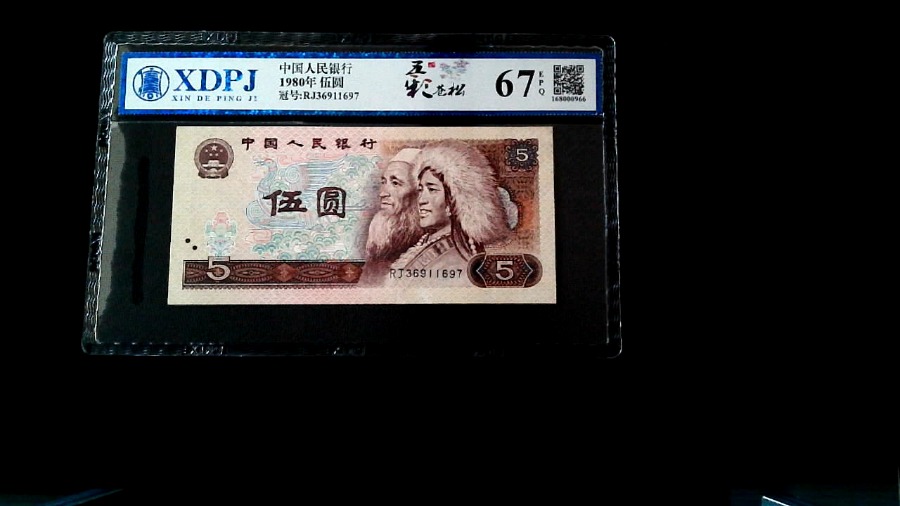 XDPJ
XIN DE PING JI
中国人民银行
1980年 伍圆
冠号:RJ36911697
五彩苍松
67
EPQ
168000966
中国人民银行
5
伍圆
5
RJ36911697
5